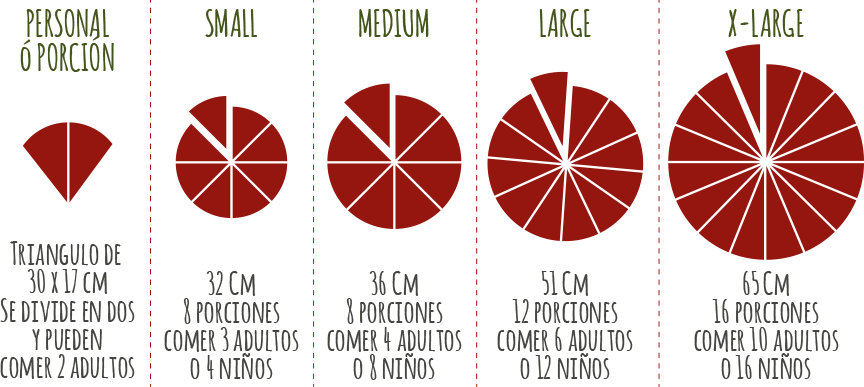 PERSONAL
Ó PORCIÓN
TRIANGULO DE
30 X 17 CM
SE DIVIDE EN DOS
Y PUEDEN
COMER 2 ADULTOS
SMALL
32 CM
8 PORCIONES
COMER 3 ADULTOS
O 4 NIÑOS
MEDIUM
36 CM
8 PORCIONES
COMER 4 ADULTOS
O 8 NIÑOS
LARGE
51 CM
12 PORCIONES
COMER 6 ADULTOS
O 12 NIÑOS
X-LARGE
65 CM
16 PORCIONES
COMER 10 ADULTOS
O 16 NIÑOS